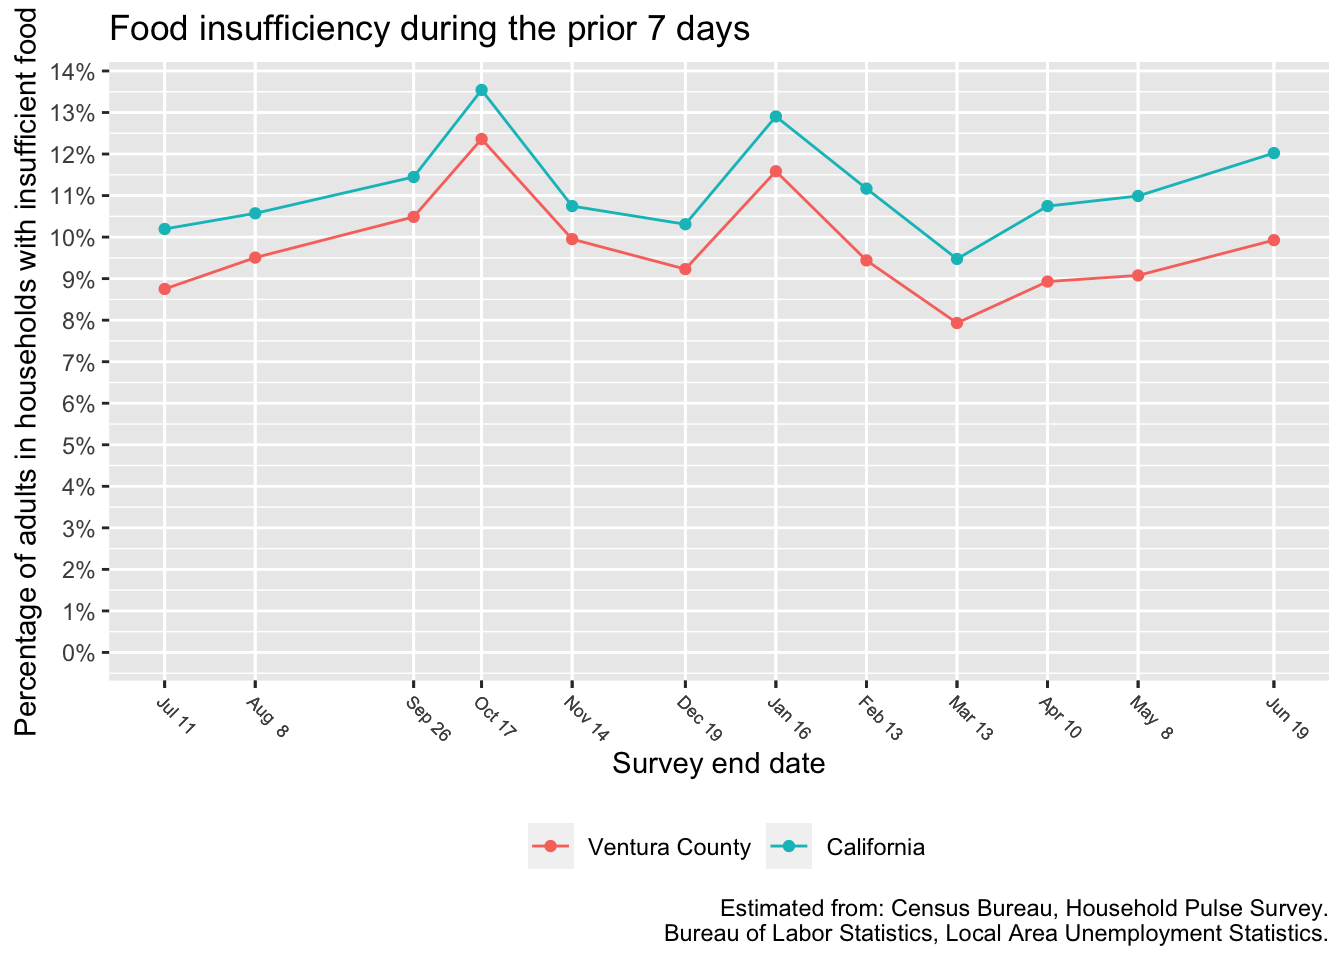 Food insufficiency during the prior 7 days
Percentage of adults in households with insufficient food
14%
13%
12%
11%
10%
9%
8%
7%
6%
5%
4%
3%
2%
1%
0%
Jul 11
Aug 8
Sep 26
Oct 17
Nov 14
Dec 19
Jan 16
Feb 13
Mar 13
Apr 10
May 8
Jun 19
Survey end date
Ventura County
California
Estimated from: Census Bureau, Household Pulse Survey.
Bureau of Labor Statistics, Local Area Unemployment Statistics.